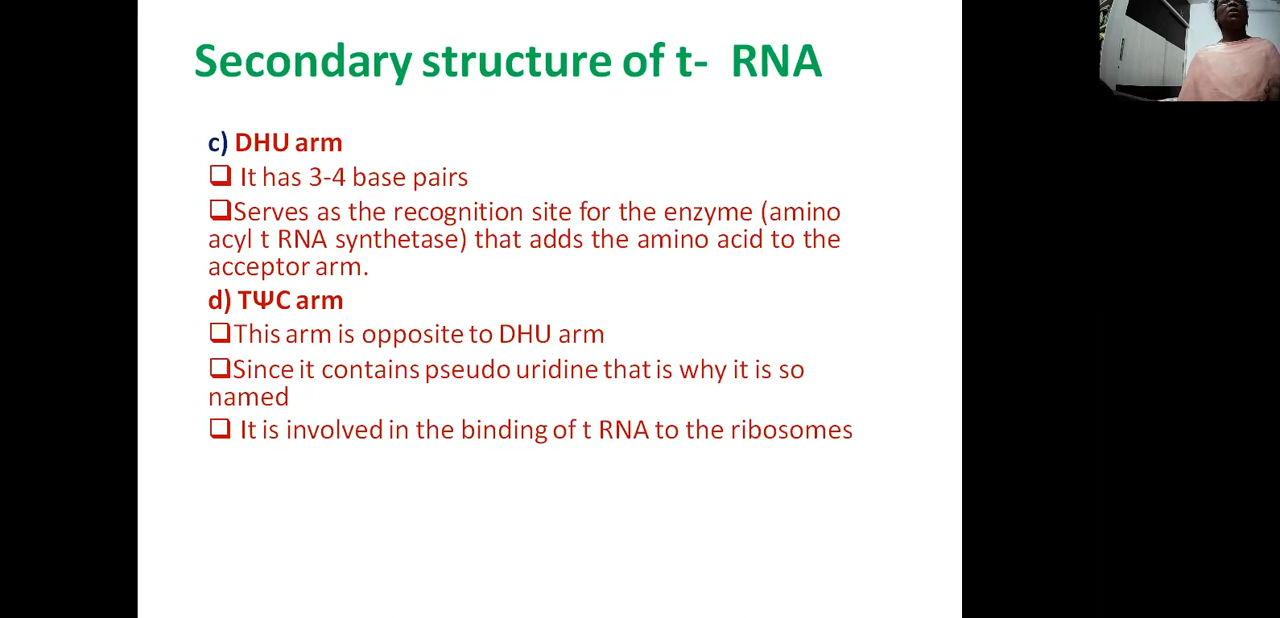 Secondary structure of t- RNA
c) DHU arm
❑ It has 3-4 base pairs
❑Serves as the recognition site for the enzyme (amino
acyl t RNA synthetase) that adds the amino acid to the
acceptor arm.
d) TΨC arm
❑This arm is opposite to DHU arm
❑Since it contains pseudo uridine that is why it is so
named
❑ It is involved in the binding of t RNA to the ribosomes